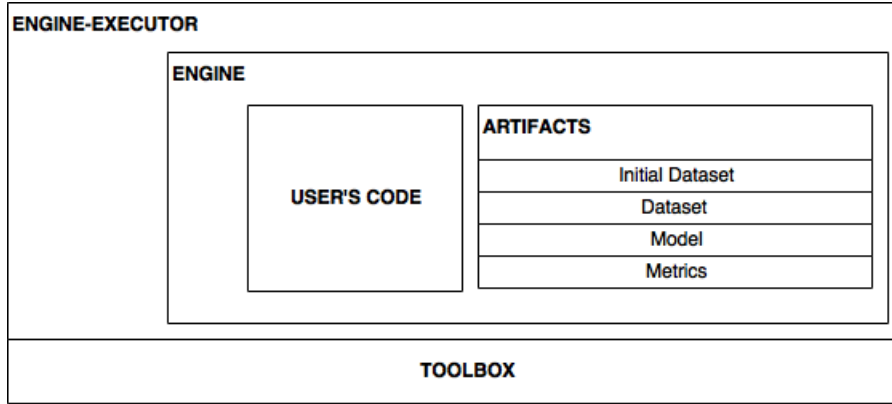 ENGINE-EXECUTOR
ENGINE
USER'S CODE
ARTIFACTS
Initial Dataset
Dataset
Model
Metrics
TOOLBOX